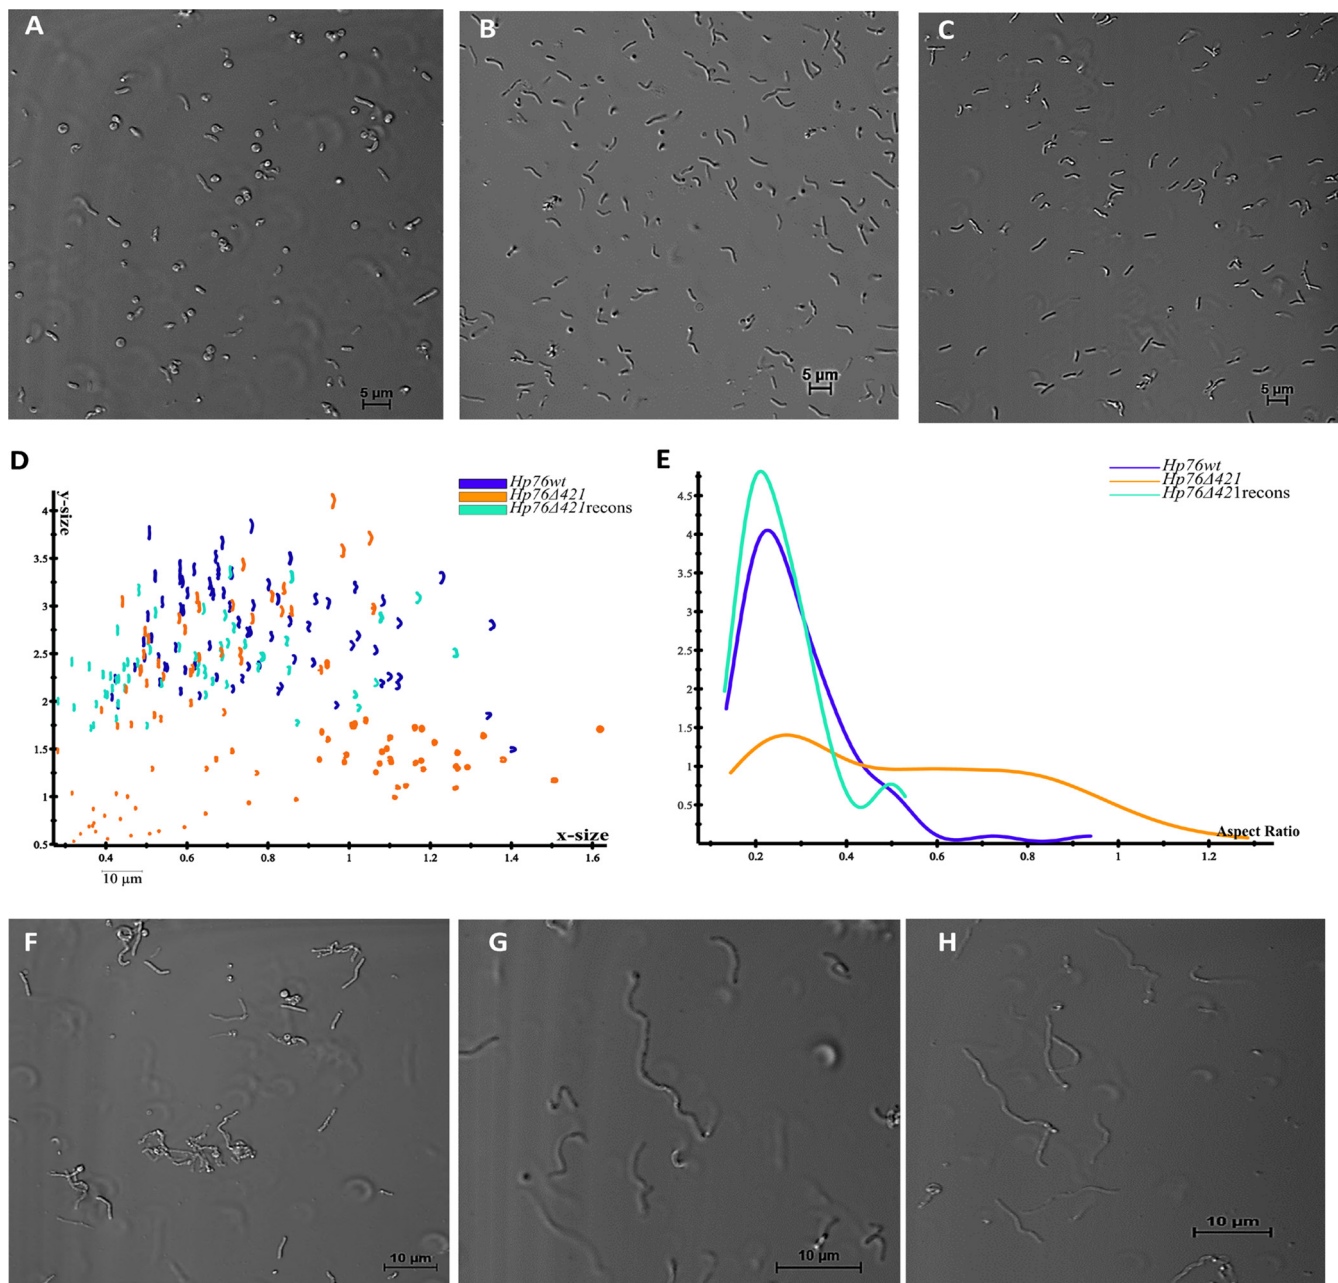 A
B
C
5 µm
5 µm
5 µm
D
y-size
Hp76wt
Hp76Δ421
Hp76Δ421recons
4
3.5
3
2.5
2
1.5
1
0.5
0.4
0.6
0.8
1
1.2
1.4
1.6
x-size
10 µm
E
Hp76wt
Hp76Δ421
Hp76Δ421recons
4.5
4
3.5
3
2.5
2
1.5
1
0.5
Aspect Ratio
0.2
0.4
0.6
0.8
1
1.2
F
G
H
10 µm
10 µm
10 µm